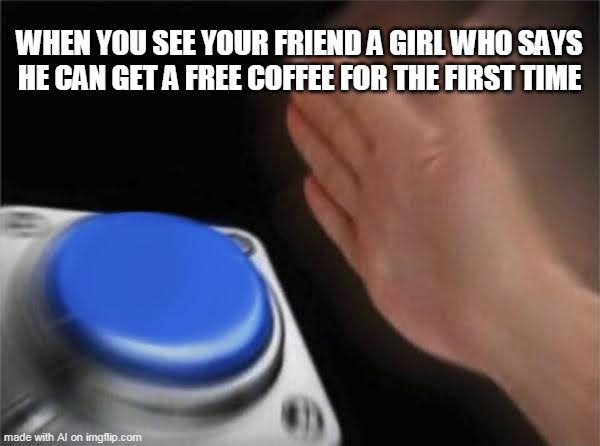 WHEN YOU SEE YOUR FRIEND A GIRL WHO SAYS
HE CAN GET A FREE COFFEE FOR THE FIRST TIME
made with AI on imgflip.com